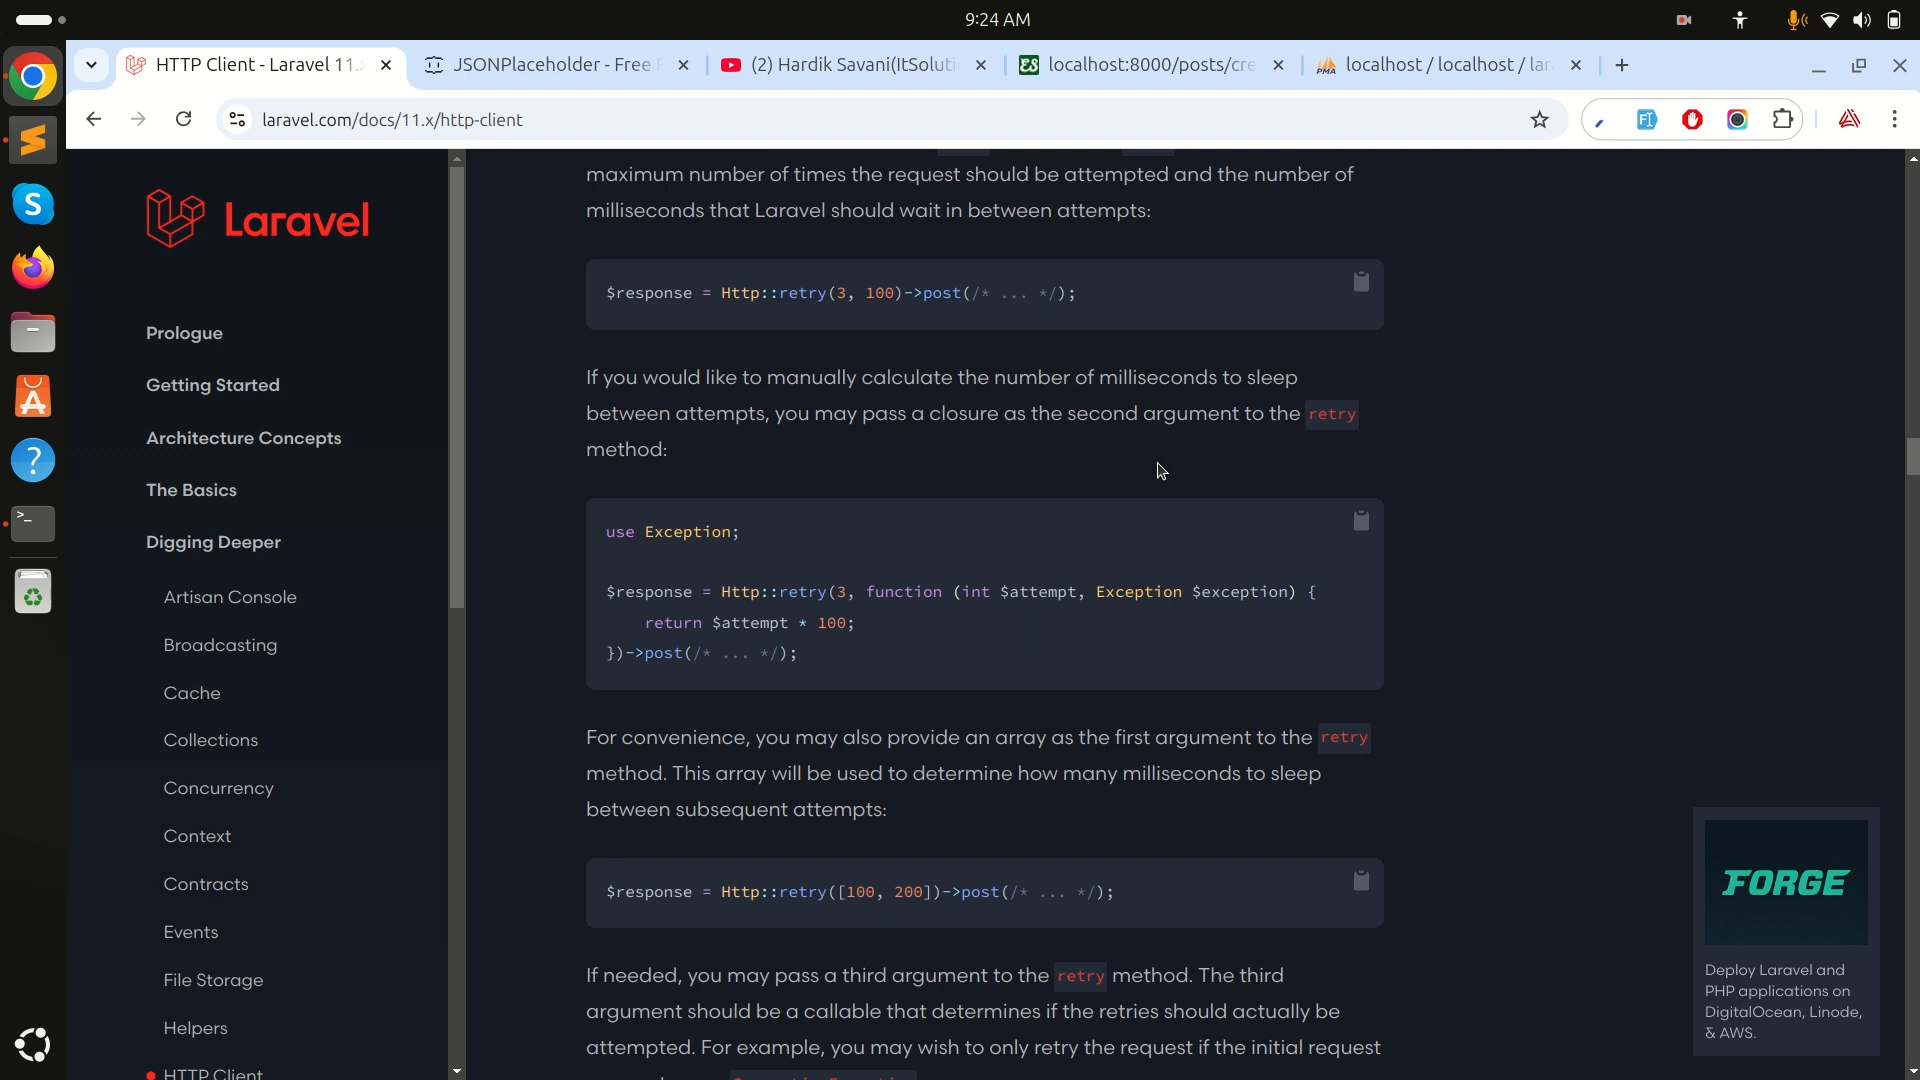 9:24 AM
HTTP Client - Laravel 11.
JSONPlaceholder - Free
(2) Hardik Savani(ItSoluti
localhost:8000/posts/cre
localhost / localhost / lar
laravel.com/docs/11.x/http-client
Laravel
Prologue
Getting Started
Architecture Concepts
The Basics
Digging Deeper
Artisan Console
Broadcasting
Cache
Collections
Concurrency
Context
Contracts
Events
File Storage
Helpers
HTTP Client
maximum number of times the request should be attempted and the number of
milliseconds that Laravel should wait in between attempts:
$response = Http::retry(3, 100)->post(/* ... */);
If you would like to manually calculate the number of milliseconds to sleep
between attempts, you may pass a closure as the second argument to the retry
method:
use Exception;
$response = Http::retry(3, function (int $attempt, Exception $exception) {
return $attempt * 100;
})->post(/* ... */);
For convenience, you may also provide an array as the first argument to the retry
method. This array will be used to determine how many milliseconds to sleep
between subsequent attempts:
$response = Http::retry([100, 200])->post(/* ... */);
If needed, you may pass a third argument to the retry method. The third
argument should be a callable that determines if the retries should actually be
attempted. For example, you may wish to only retry the request if the initial request
FORGE
Deploy Laravel and
PHP applications on
DigitalOcean, Linode,
& AWS.